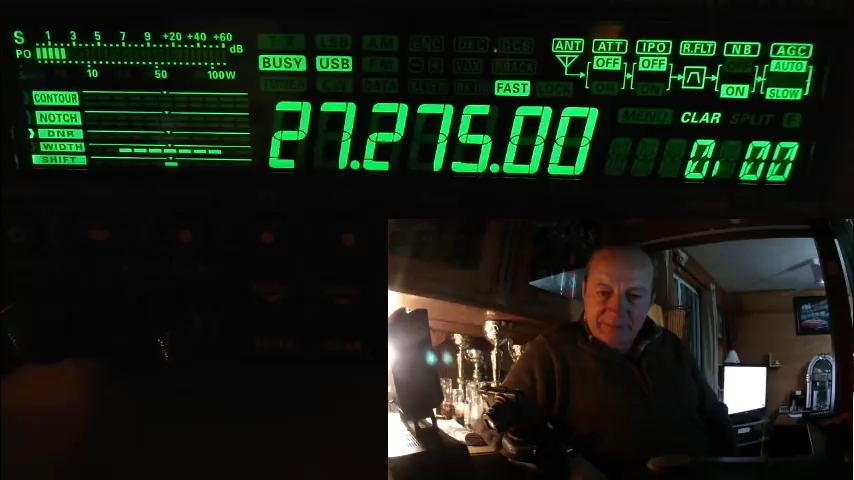 S 1 3 5 7 9 +20 +40 +60 dB
PO 10 50 100W
BUSY USB
FAST
ANT ATT IPO R.FLT NB AGC
OFF OFF AUTO
ON SLOW
CONTOUR
NOTCH
DNR
WIDTH
SHIFT
27.275.00
MENU CLAR SPLIT
0.00